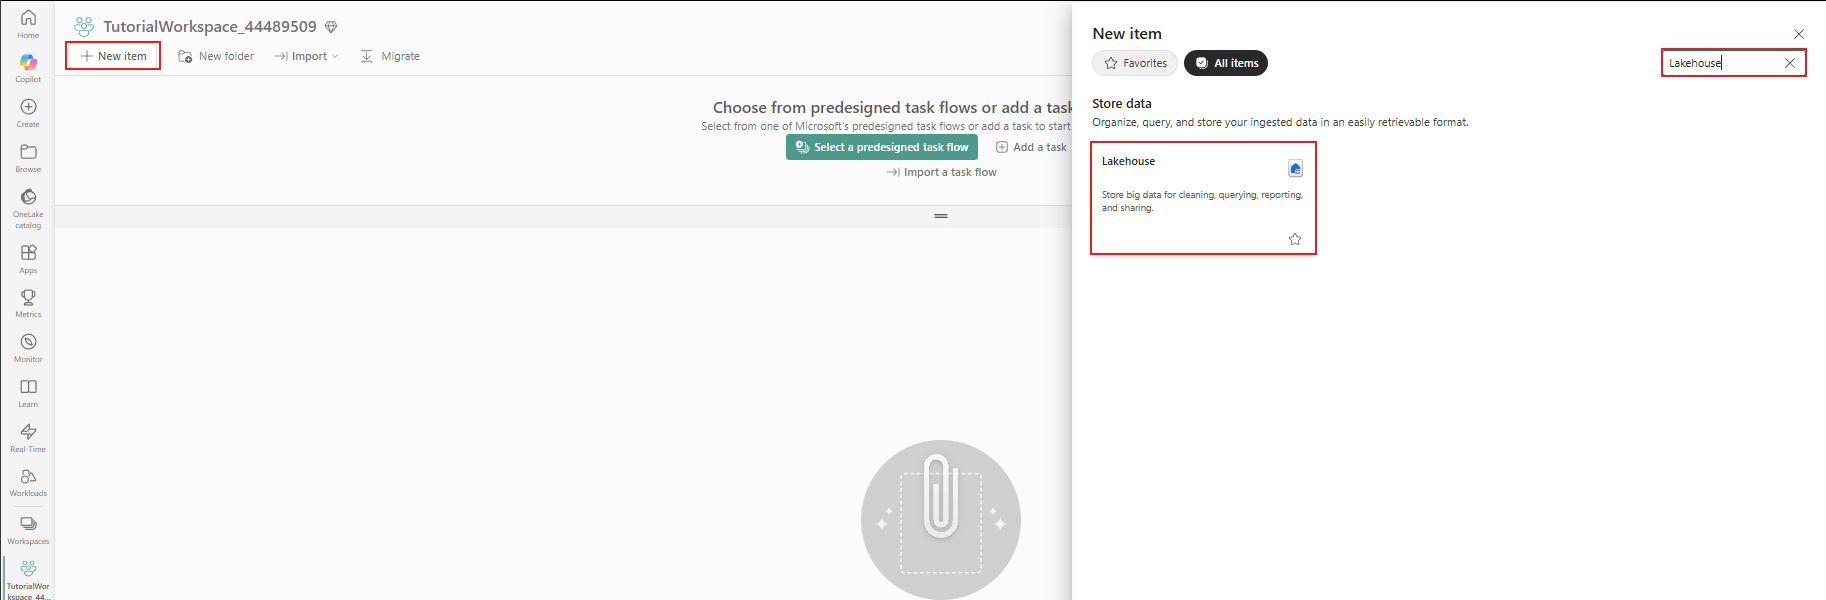 Home
Copilot
Create
Browse
OneLake
catalog
Apps
Metrics
Monitor
Learn
Real-Time
Workloads
Workspaces
TutorialWor
kspace_44...
TutorialWorkspace_44489509
New item
New folder
Import
Migrate
Choose from predesigned task flows or add a task
Select from one of Microsoft's predesigned task flows or add a task to start
Select a predesigned task flow
Add a task
Import a task flow
New item
Favorites
All items
Lakehouse
Store data
Organize, query, and store your ingested data in an easily retrievable format.
Lakehouse
Store big data for cleaning, querying, reporting,
and sharing.